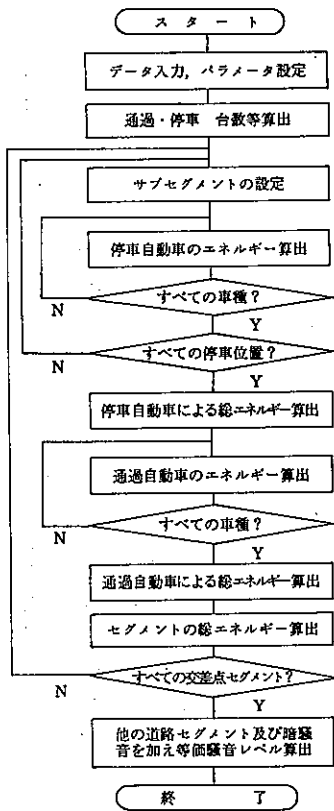 スタート
データ入力，パラメータ設定
通過・停車 台数等算出
サブセグメントの設定
停車自動車のエネルギー算出
すべての車種？
N
Y
すべての停車位置？
N
Y
停車自動車による総エネルギー算出
通過自動車のエネルギー算出
すべての車種？
N
Y
通過自動車による総エネルギー算出
セグメントの総エネルギー算出
すべての交差点セグメント？
N
Y
他の道路セグメント及び暗騒
音を加え等価騒音レベル算出
終了